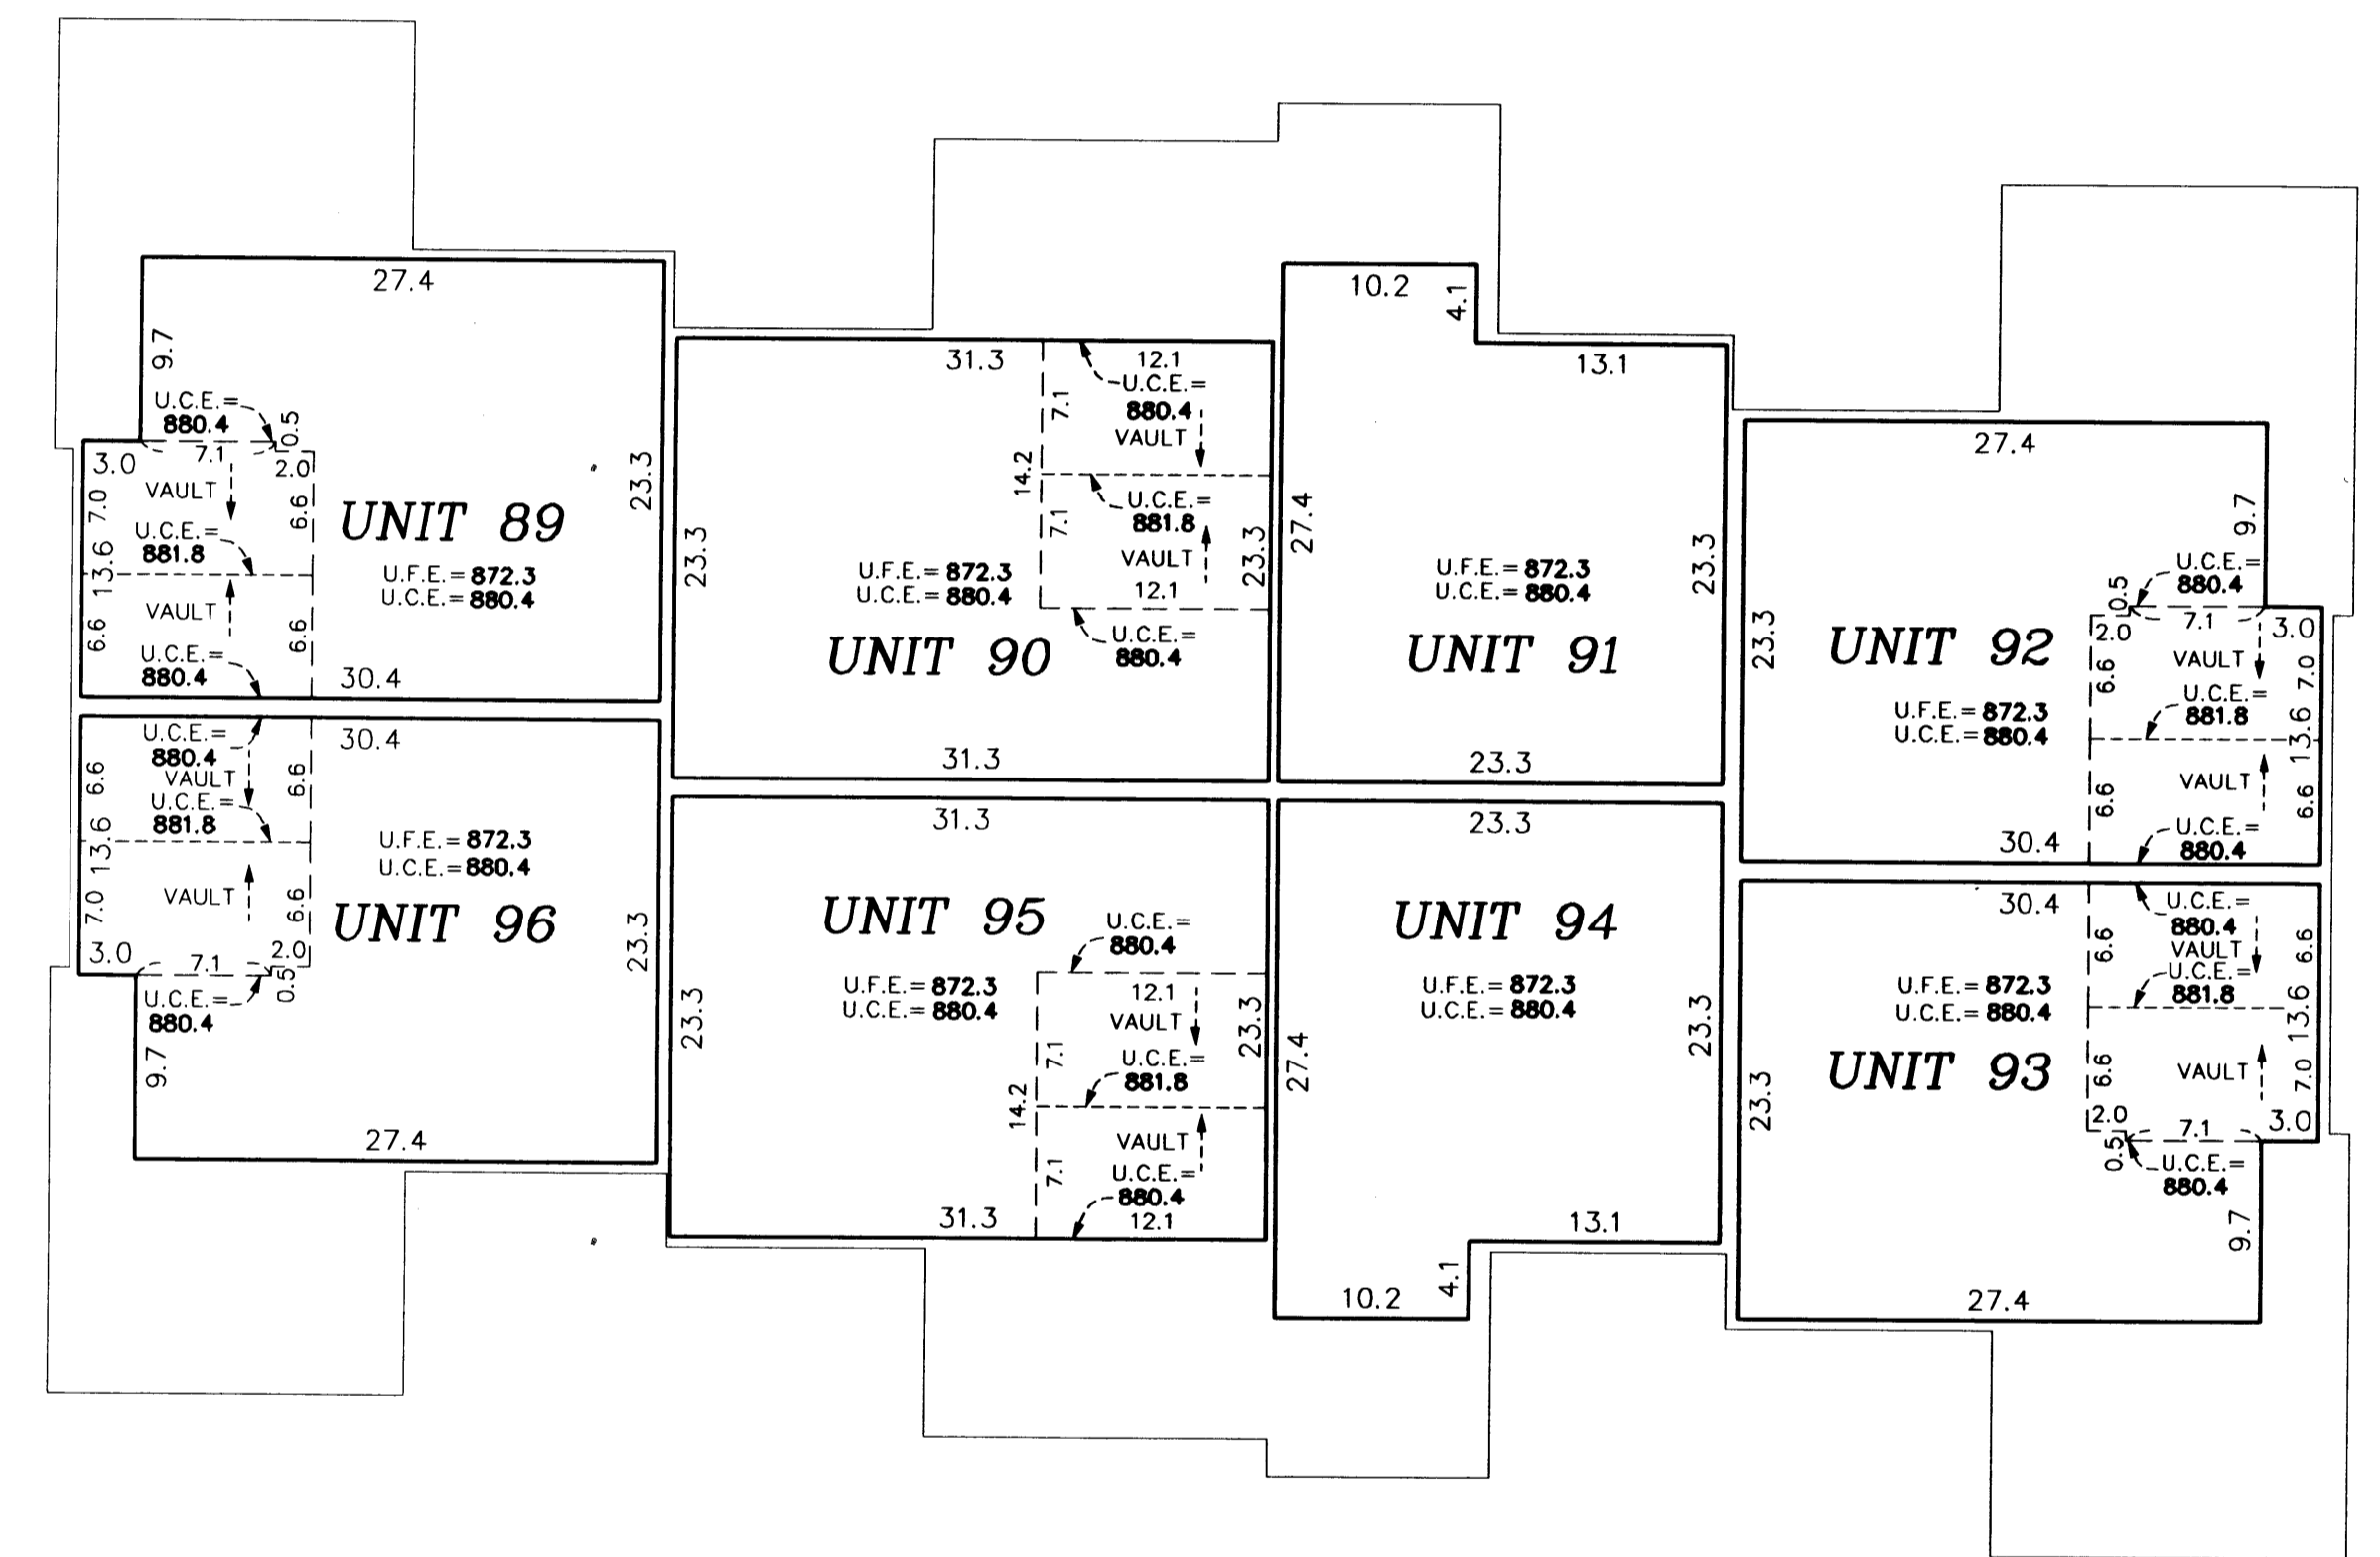 27.4
9.7
U.C.E.=
880.4
0.5
7.1
3.0
2.0
VAULT
7.0
6.6
U.C.E.=
881.8
13.6
VAULT
6.6
6.6
U.C.E.=
880.4
30.4
23.3
UNIT 89
U.F.E.= 872.3
U.C.E.= 880.4
31.3
12.1
U.C.E.=
880.4
VAULT
7.1
14.2
U.C.E.=
881.8
7.1
VAULT
23.3
12.1
U.C.E.=
880.4
23.3
U.F.E.= 872.3
U.C.E.= 880.4
UNIT 90
31.3
10.2
4.1
13.1
27.4
23.3
U.F.E.= 872.3
U.C.E.= 880.4
UNIT 91
23.3
27.4
9.7
U.C.E.=
880.4
0.5
7.1
2.0
3.0
VAULT
6.6
7.0
U.C.E.=
881.8
13.6
VAULT
6.6
6.6
U.C.E.=
880.4
23.3
UNIT 92
U.F.E.= 872.3
U.C.E.= 880.4
30.4
U.C.E.=
880.4
VAULT
6.6
6.6
U.C.E.=
881.8
13.6
VAULT
7.0
6.6
3.0
7.1
2.0
0.5
U.C.E.=
880.4
9.7
30.4
U.F.E.= 872.3
U.C.E.= 880.4
UNIT 96
23.3
27.4
31.3
UNIT 95
U.F.E.= 872.3
U.C.E.= 880.4
23.3
U.C.E.=
880.4
12.1
VAULT
7.1
23.3
U.C.E.=
881.8
14.2
VAULT
7.1
U.C.E.=
880.4
31.3
12.1
23.3
UNIT 94
U.F.E.= 872.3
U.C.E.= 880.4
27.4
23.3
13.1
10.2
4.1
30.4
U.C.E.=
880.4
VAULT
6.6
6.6
U.C.E.=
881.8
13.6
U.F.E.= 872.3
U.C.E.= 880.4
UNIT 93
23.3
VAULT
6.6
7.0
2.0
7.1
3.0
0.5
U.C.E.=
880.4
9.7
27.4